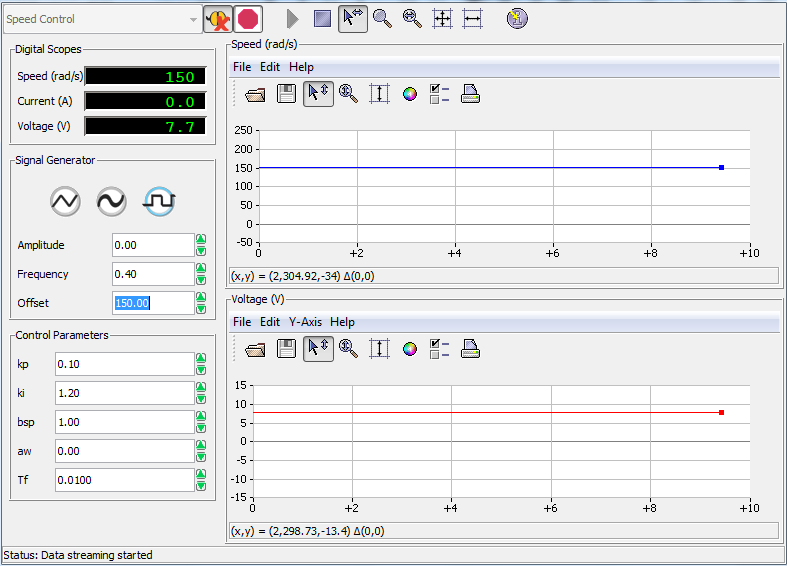 Speed Control
Digital Scopes
Speed (rad/s) 150
Current (A) 0.0
Voltage (V) 7.7
Signal Generator
Amplitude 0.00
Frequency 0.40
Offset 150.00
Control Parameters
kp 0.10
ki 1.20
bsp 1.00
aw 0.00
Tf 0.0100
Speed (rad/s)
File Edit Help
250
200
150
100
50
0
-50
0 +2 +4 +6 +8 +10
(x,y) = (2,304.92,-34) Δ(0,0)
Voltage (V)
File Edit Y-Axis Help
15
10
5
0
-5
-10
-15
0 +2 +4 +6 +8 +10
(x,y) = (2,298.73,-13.4) Δ(0,0)
Status: Data streaming started